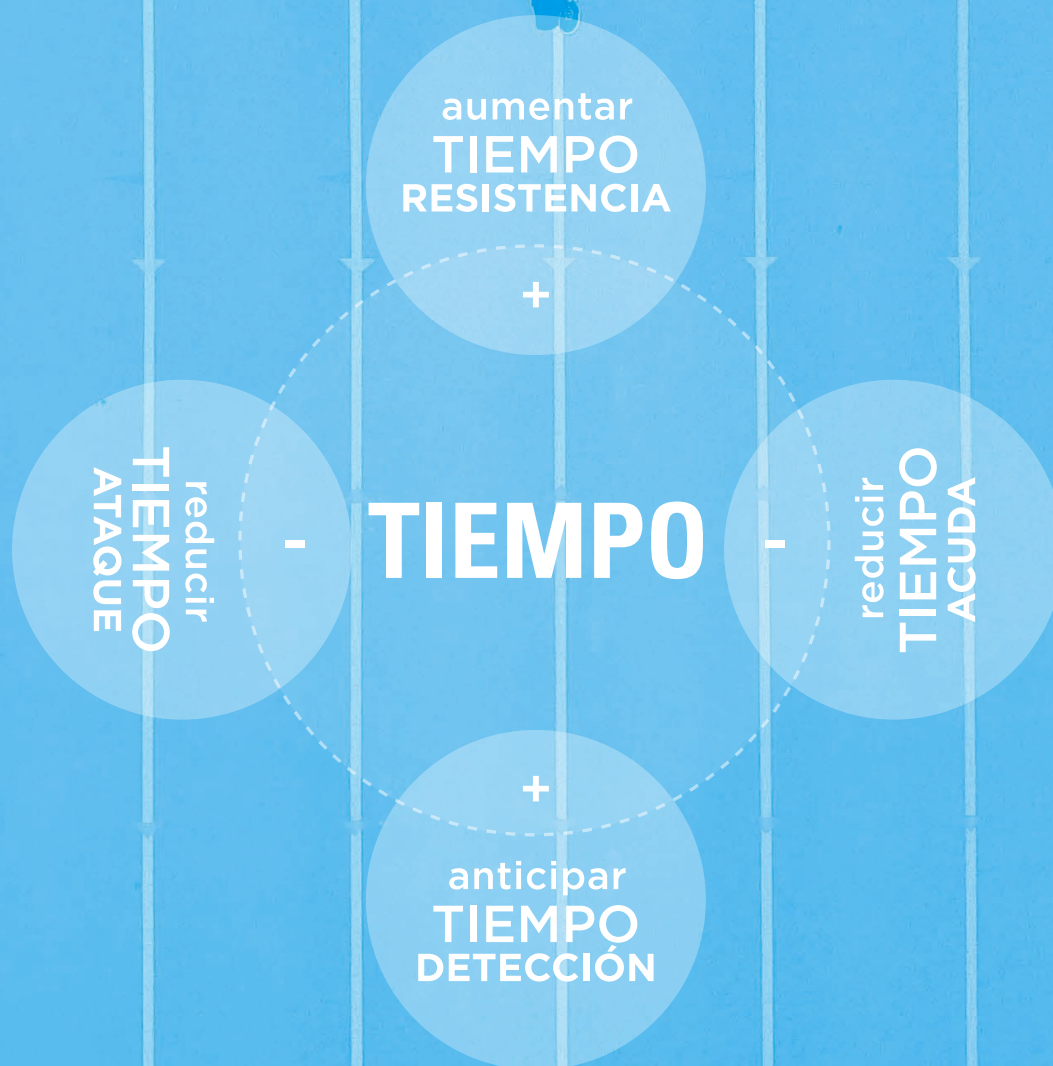 aumentar
TIEMPO
RESISTENCIA
+
reducir
TIEMPO
ATAQUE
-
TIEMPO
-
reducir
TIEMPO
ACUDA
+
anticipar
TIEMPO
DETECCIÓN